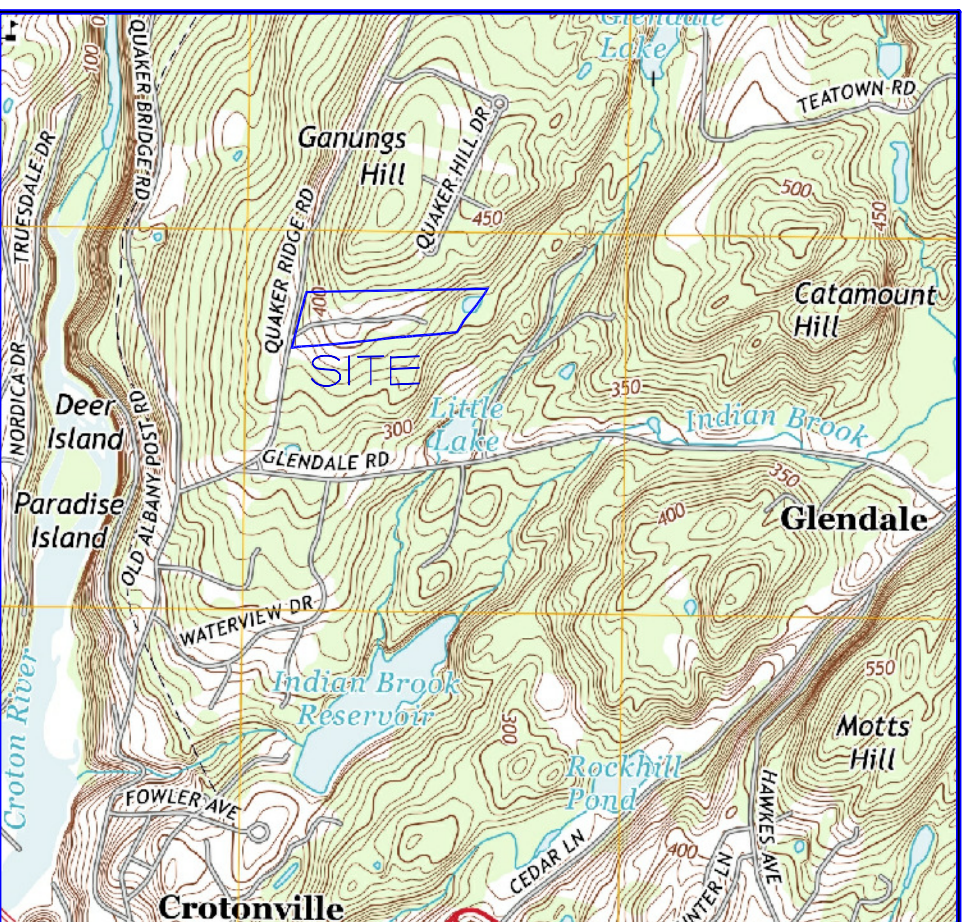 Glendale
Lake
100
QUAKER BRIDGE RD
TEATOWN RD
TRUESDALE DR
Ganungs
Hill
QUAKER HILL DR
500
450
450
QUAKER RIDGE RD
400
Catamount
Hill
NORDICA DR
SITE
Deer
Island
OLD ALBANY POST RD
350
Little
Lake
300
Indian Brook
GLENDALE RD
350
Paradise
Island
400
Glendale
WATERVIEW DR
Croton River
Indian Brook
Reservoir
550
300
Motts
Hill
Rockhill
Pond
FOWLER AVE
HAWKES AVE
CEDAR LN
400
Crotonville